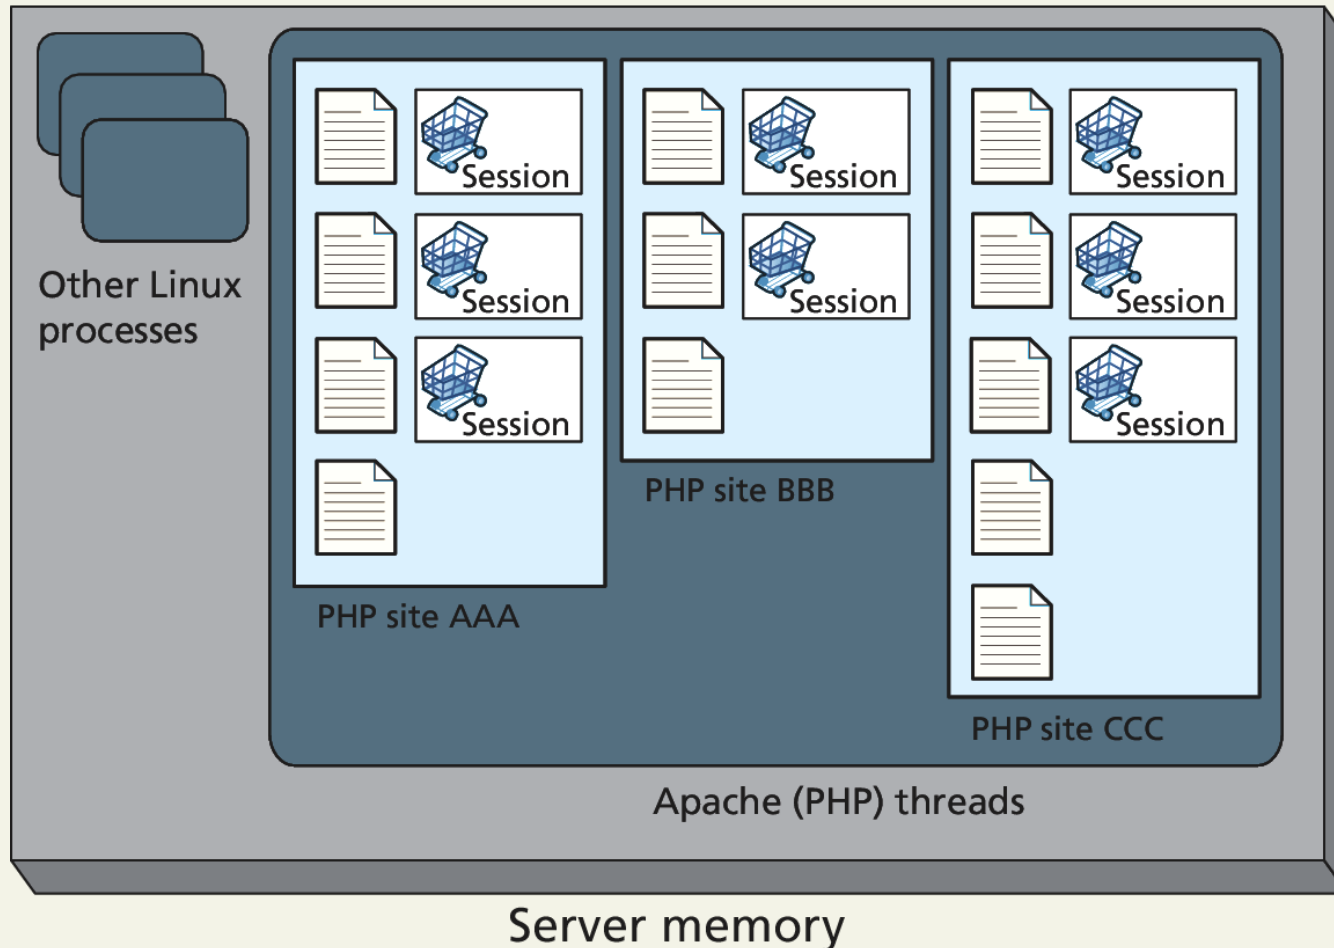 Session
Session
Session
Session
Session
Session
Session
Session
Other Linux
processes
PHP site AAA
PHP site BBB
PHP site CCC
Apache (PHP) threads
Server memory